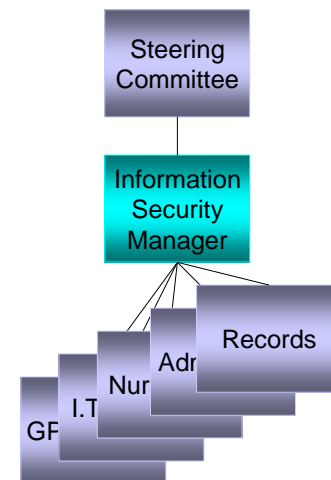 Steering
Committee
Information
Security
Manager
Records
I.T